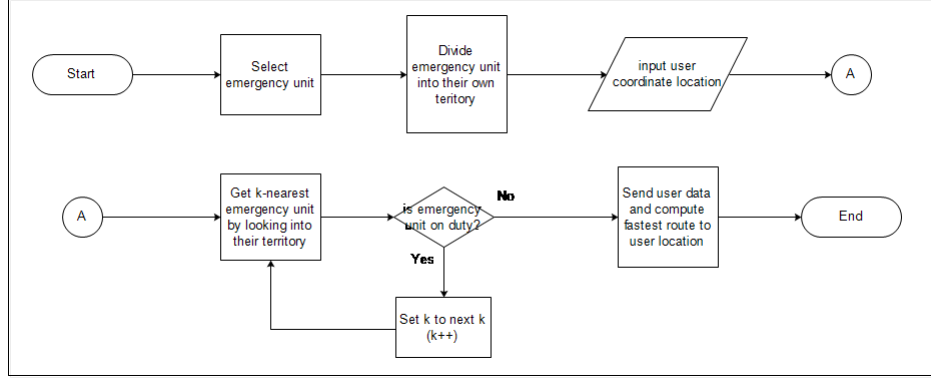 Start
Select
emergency unit
Divide
emergency unit
into their own
teritory
input user
coordinate location
A
A
Get k-nearest
emergency unit
by looking into
their territory
is emergency
unit on duty?
No
Yes
Set k to next k
(k++)
Send user data
and compute
fastest route to
user location
End